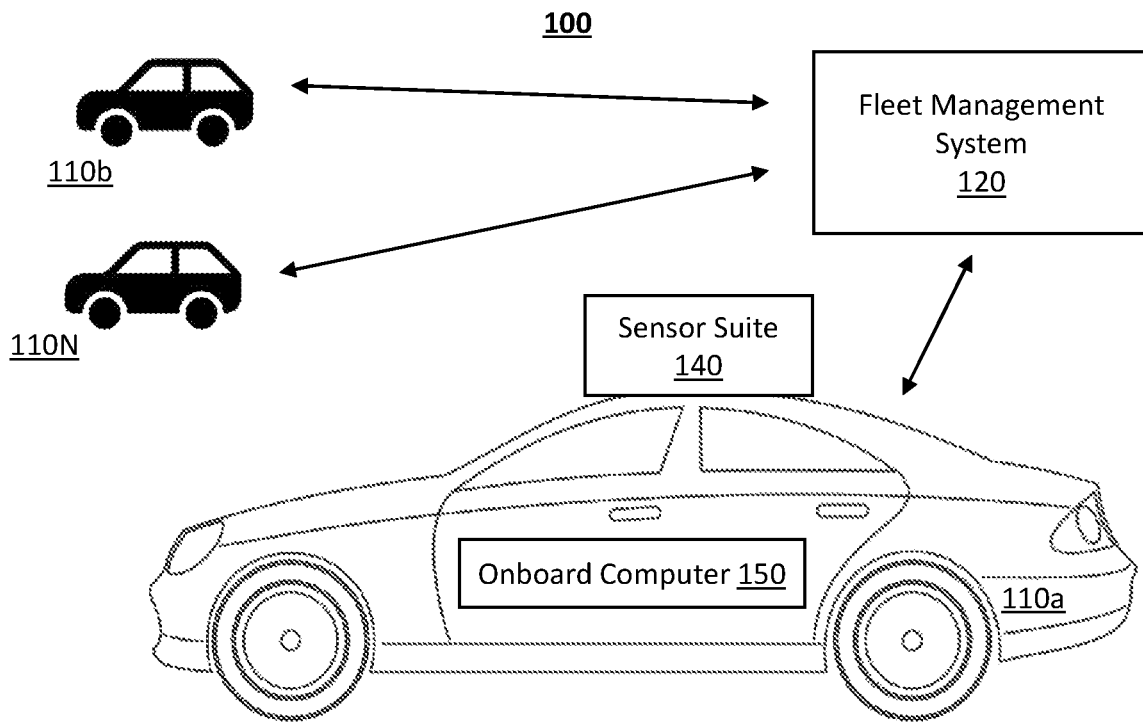 100
Fleet Management
System
120
110b
110N
Sensor Suite
140
Onboard Computer 150
110a